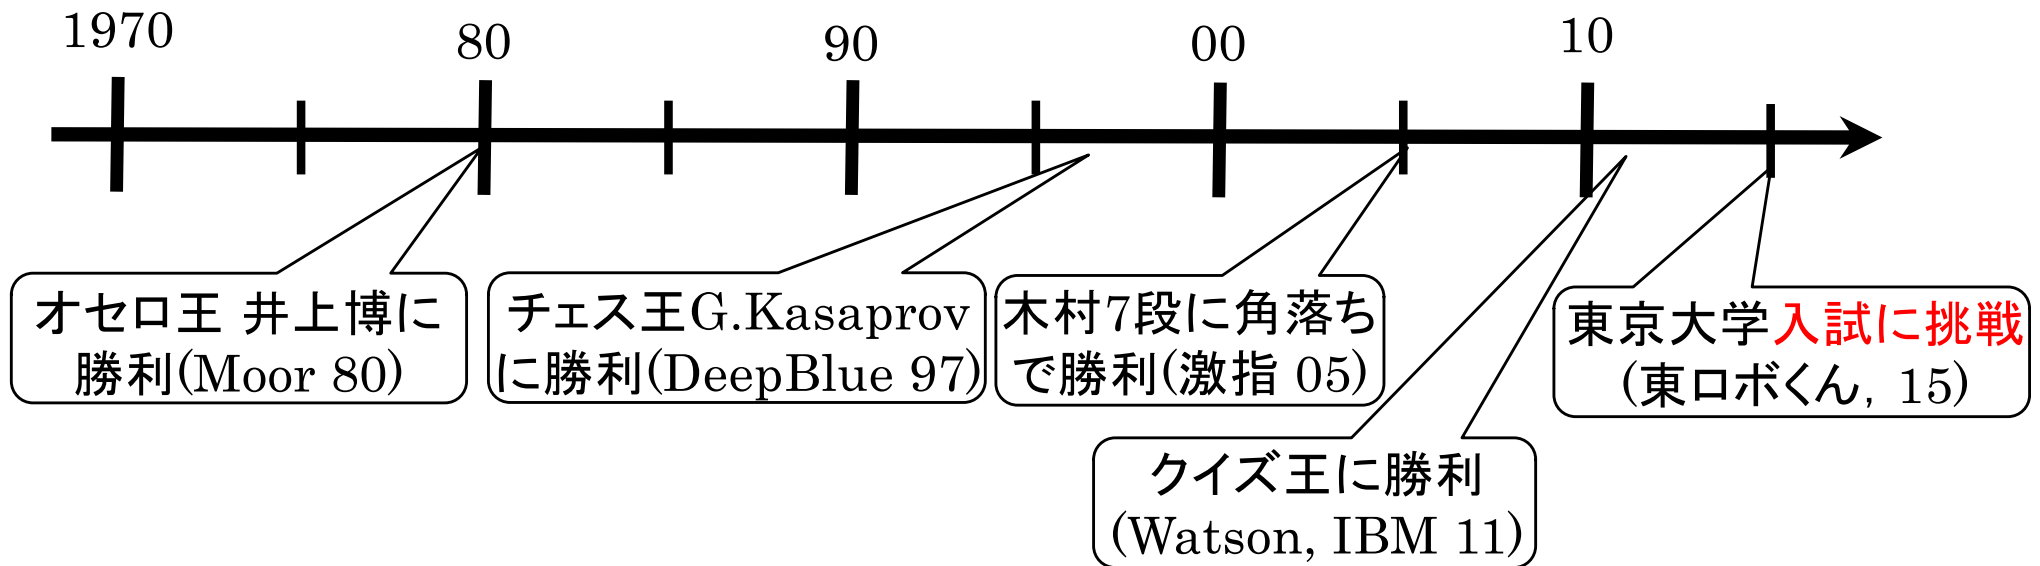 1970
80
90
00
10
オセロ王 井上博に
勝利(Moor 80)
チェス王G.Kasaprov
に勝利(DeepBlue 97)
木村7段に角落ち
で勝利(激指 05)
クイズ王に勝利
(Watson, IBM 11)
東京大学入試に挑戦
(東ロボくん, 15)